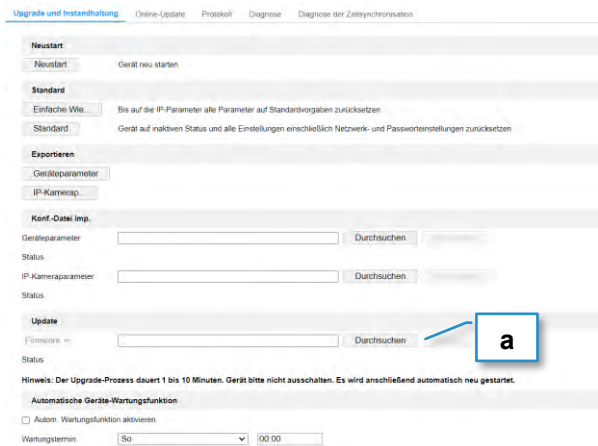 Upgrade und Instandhaltung Online-Update Protokoll Diagnose Diagnose der Zeitsynchronisation
Neustart
Neustart Gerät neu starten
Standard
Einfache Wie... Bis auf die IP-Parameter alle Parameter auf Standardvorgaben zurücksetzen
Standard Gerät auf inaktiven Status und alle Einstellungen einschließlich Netzwerk- und Passworteinstellungen zurücksetzen
Exportieren
Geräteparameter
IP-Kamerap...
Konf.-Datei imp.
Geräteparameter Durchsuchen
Status
IP-Kameraparameter Durchsuchen
Status
Update
Firmware Durchsuchen
a
Status
Hinweis: Der Upgrade-Prozess dauert 1 bis 10 Minuten. Gerät bitte nicht ausschalten. Es wird anschließend automatisch neu gestartet.
Automatische Geräte-Wartungsfunktion
Autom. Wartungsfunktion aktivieren
Wartungstermin So 00:00